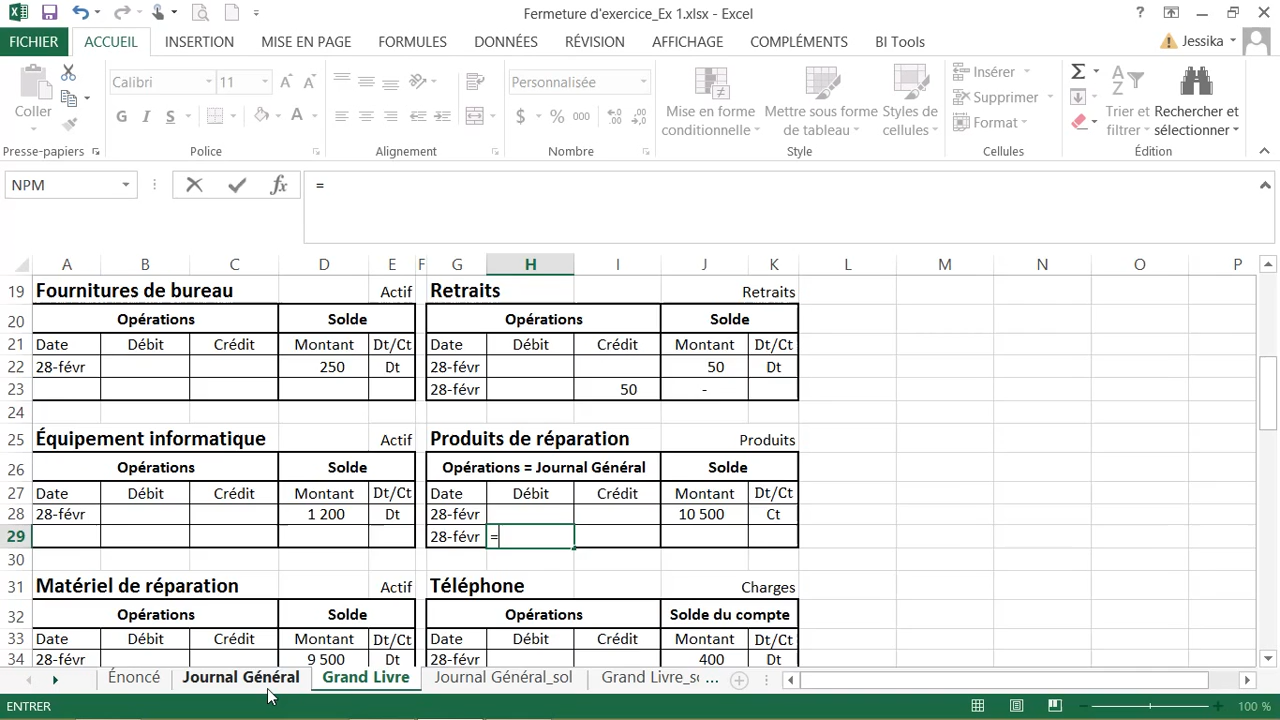 Fermeture d'exercice_Ex 1.xlsx - Excel
?
FICHIER ACCUEIL INSERTION MISE EN PAGE FORMULES DONNÉES RÉVISION AFFICHAGE COMPLÉMENTS BI Tools Jessika
Calibri 11 Personnalisée
Coller
G I S A
$ % 000
Mise en forme conditionnelle
Mettre sous forme de tableau
Styles de cellules
Insérer
Supprimer
Format
Trier et filtrer
Rechercher et sélectionner
Presse-papiers Police Alignement Nombre Style Cellules Édition
NPM fx =
A B C D E F G H I J K L M N O P
19 Fournitures de bureau Actif Retraits Retraits
20 Opérations Solde Opérations Solde
21 Date Débit Crédit Montant Dt/Ct Date Débit Crédit Montant Dt/Ct
22 28-févr 250 Dt 28-févr 50 Dt
23 28-févr 50 -
24
25 Équipement informatique Actif Produits de réparation Produits
26 Opérations Solde Opérations = Journal Général Solde
27 Date Débit Crédit Montant Dt/Ct Date Débit Crédit Montant Dt/Ct
28 28-févr 1 200 Dt 28-févr 10 500 Ct
29 28-févr =
30
31 Matériel de réparation Actif Téléphone Charges
32 Opérations Solde Opérations Solde du compte
33 Date Débit Crédit Montant Dt/Ct Date Débit Crédit Montant Dt/Ct
34 28-févr 9 500 Dt 28-févr 400 Dt
Énoncé Journal Général Grand Livre Journal Général_sol Grand Livre_sc ...
ENTRER 100 %